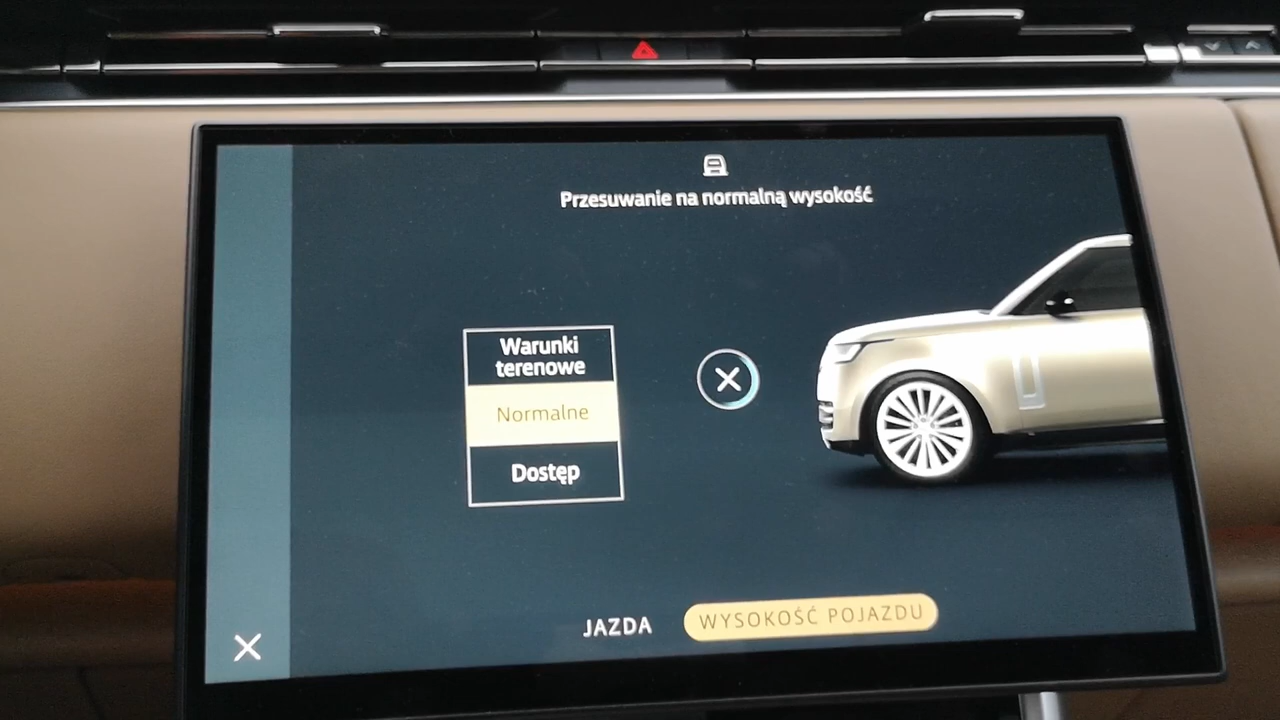 Przesuwanie na normalną wysokość
Warunki
terenowe
Normalne
Dostęp
JAZDA
WYSOKOŚĆ POJAZDU